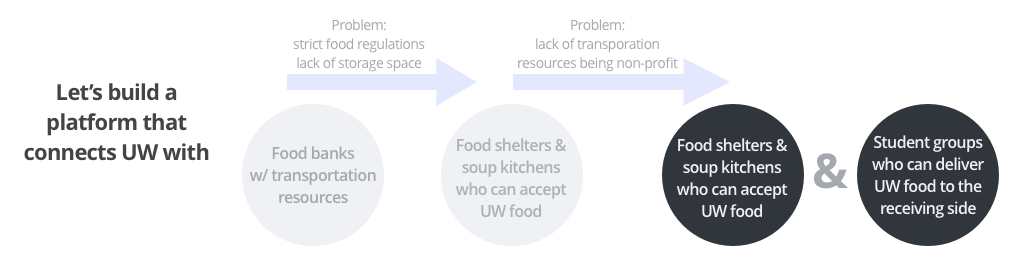 Let's build a
platform that
connects UW with
Problem:
strict food regulations
lack of storage space
Food banks
w/ transportation
resources
Food shelters &
soup kitchens
who can accept
UW food
Problem:
lack of transporation
resources being non-profit
Food shelters &
soup kitchens
who can accept
UW food
&
Student groups
who can deliver
UW food to the
receiving side